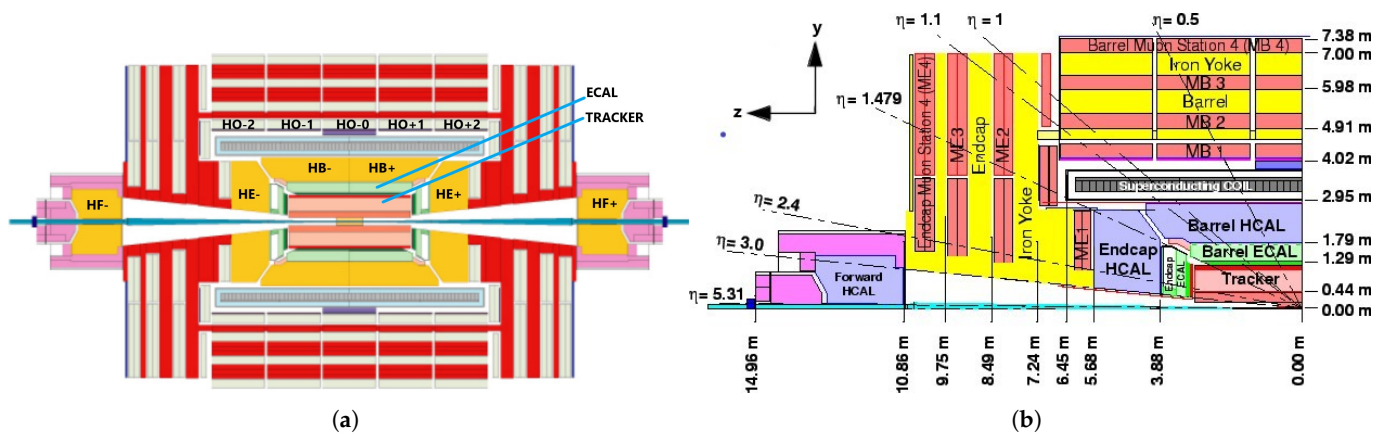 ECAL
TRACKER
HO-2 HO-1 HO-0 HO+1 HO+2
HB- HB+
HE- HE+
HF- HF+
(a)
y
z
η = 0.5
η = 1
η = 1.1
η = 1.479
η = 2.4
η = 3.0
η = 5.31
Barrel Muon Station 4 (MB 4)
Iron Yoke
MB 3
Barrel
MB 2
MB 1
Superconducting COIL
Barrel HCAL
Barrel ECAL
Tracker
Endcap Muon Station 4 (ME4)
ME3
Endcap
ME2
Iron Yoke
ME1
Endcap
HCAL
Endcap
ECAL
Forward
HCAL
7.38 m
7.00 m
5.98 m
4.91 m
4.02 m
2.95 m
1.79 m
1.29 m
0.44 m
0.00 m
14.96 m
10.86 m
9.75 m
8.49 m
7.24 m
6.45 m
5.68 m
3.88 m
0.00 m
(b)